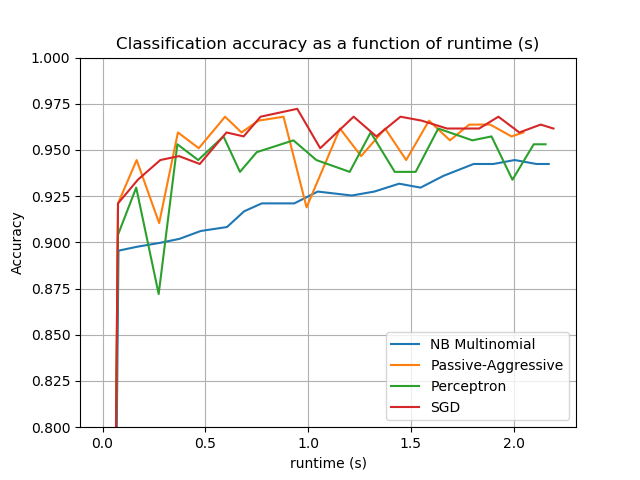 Classification accuracy as a function of runtime (s)
1.000
0.975
0.950
0.925
0.900
0.875
0.850
0.825
0.800
Accuracy
NB Multinomial
Passive-Aggressive
Perceptron
SGD
0.0 0.5 1.0 1.5 2.0
runtime (s)